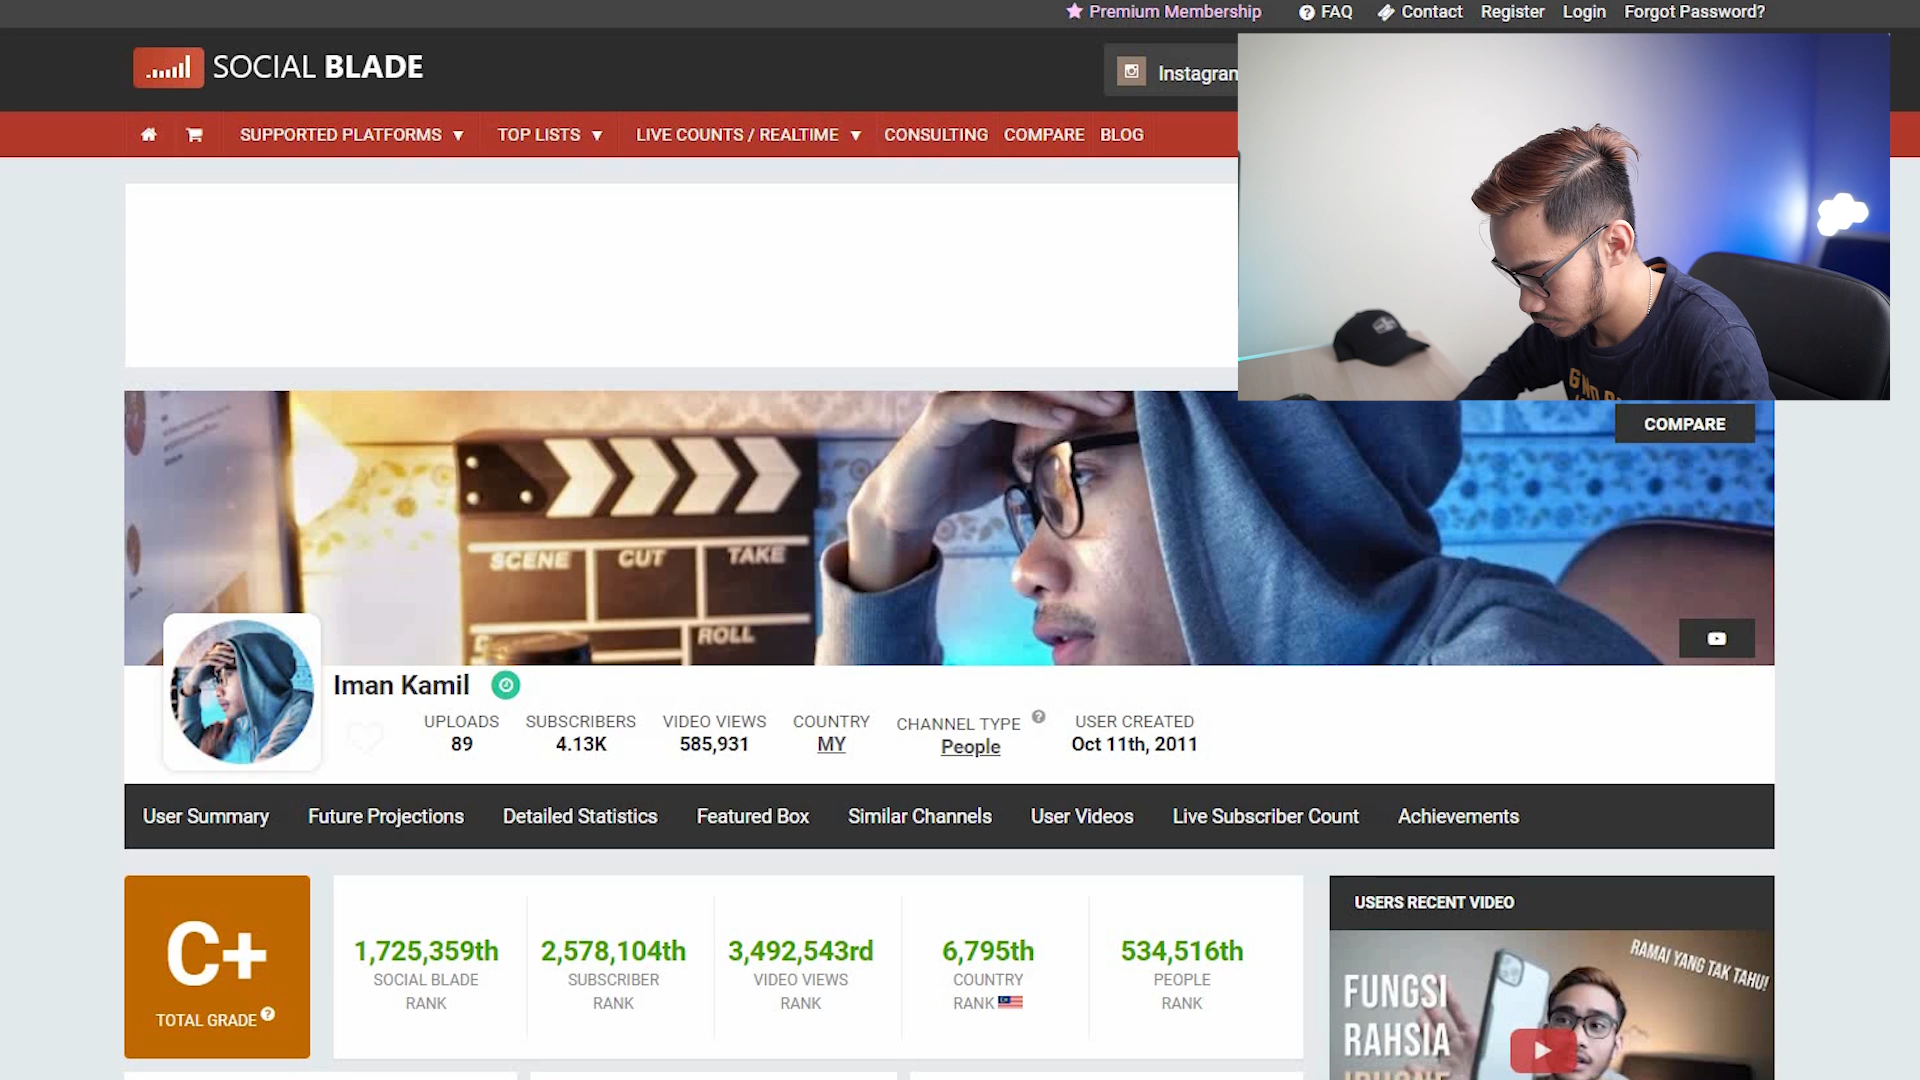 Premium Membership FAQ Contact Register Login Forgot Password?
SOCIAL BLADE
Instagram
SUPPORTED PLATFORMS TOP LISTS LIVE COUNTS / REALTIME CONSULTING COMPARE BLOG
COMPARE
SCENE CUT TAKE
ROLL
Iman Kamil
UPLOADS SUBSCRIBERS VIDEO VIEWS COUNTRY CHANNEL TYPE USER CREATED
89 4.13K 585,931 MY People Oct 11th, 2011
User Summary Future Projections Detailed Statistics Featured Box Similar Channels User Videos Live Subscriber Count Achievements
C+
TOTAL GRADE
1,725,359th
SOCIAL BLADE
RANK
2,578,104th
SUBSCRIBER
RANK
3,492,543rd
VIDEO VIEWS
RANK
6,795th
COUNTRY
RANK
534,516th
PEOPLE
RANK
USERS RECENT VIDEO
RAMAI YANG TAK TAHU!
FUNGSI
RAHSIA
IPHONE